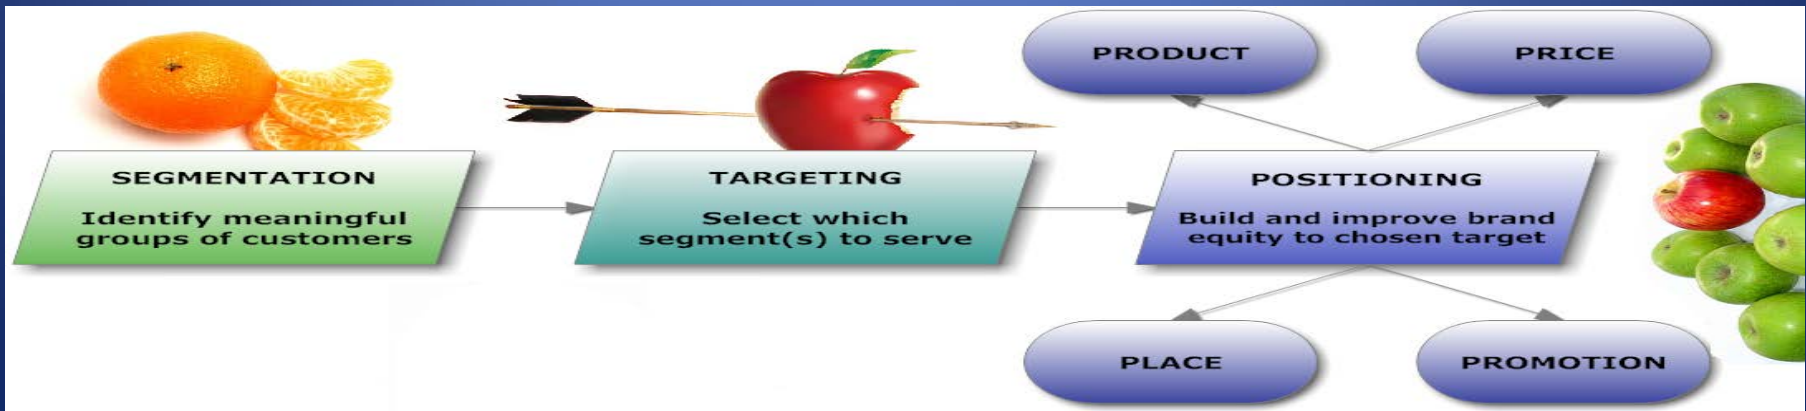 PRODUCT
PRICE
SEGMENTATION
Identify meaningful
groups of customers
TARGETING
Select which
segment(s) to serve
POSITIONING
Build and improve brand
equity to chosen target
PLACE
PROMOTION